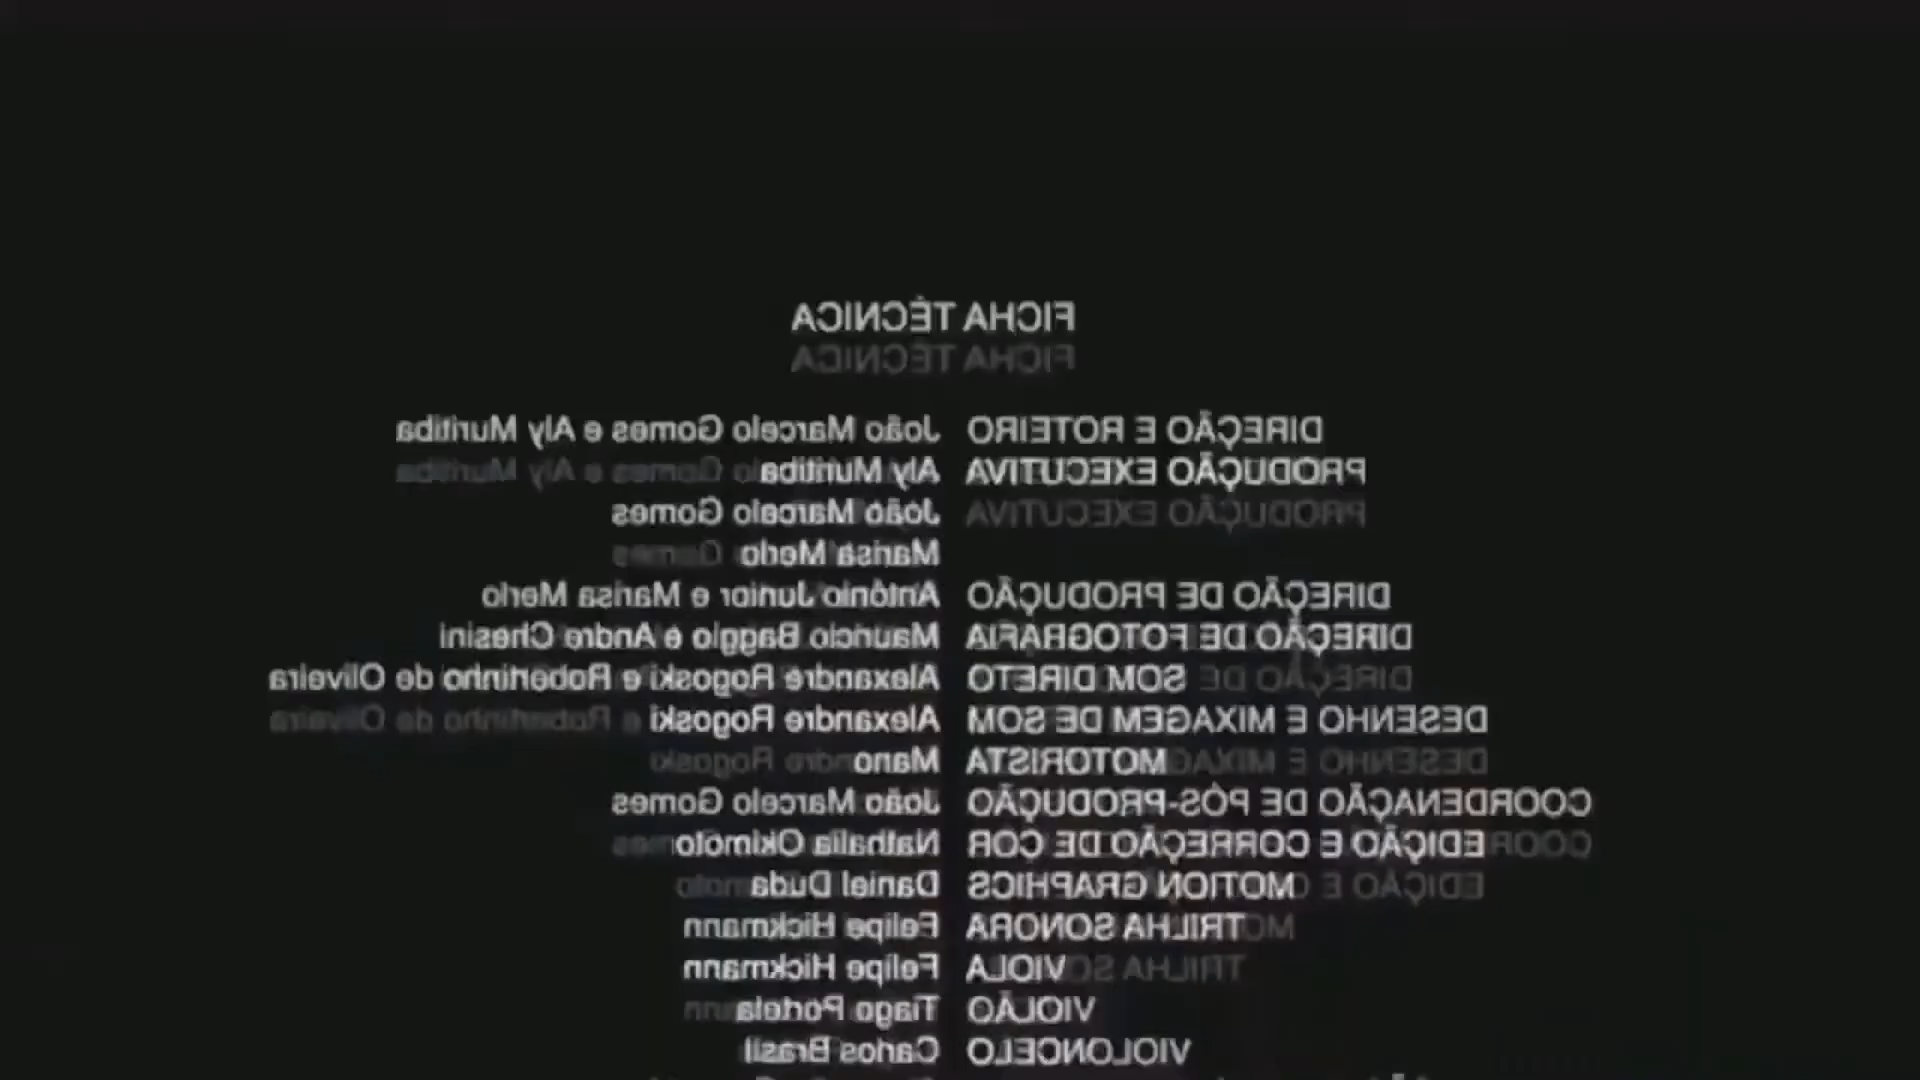 FICHA TÉCNICA
DIREÇÃO E ROTEIRO João Marcelo Gomes e Aly Muritiba
PRODUÇÃO EXECUTIVA Aly Muritiba
João Marcelo Gomes
Marisa Merlo
DIREÇÃO DE PRODUÇÃO Antônio Junior e Marisa Merlo
DIREÇÃO DE FOTOGRAFIA Mauricio Baggio e Andre Chesini
SOM DIRETO Alexandre Rogoski e Robertinho de Oliveira
DESENHO E MIXAGEM DE SOM Alexandre Rogoski
MOTORISTA Mano
COORDENAÇÃO DE PÓS-PRODUÇÃO João Marcelo Gomes
EDIÇÃO E CORREÇÃO DE COR Nathalia Okimoto
MOTION GRAPHICS Daniel Duda
TRILHA SONORA Felipe Hickmann
VIOLA Felipe Hickmann
VIOLÃO Tiago Portela
VIOLONCELO Carlos Brasil